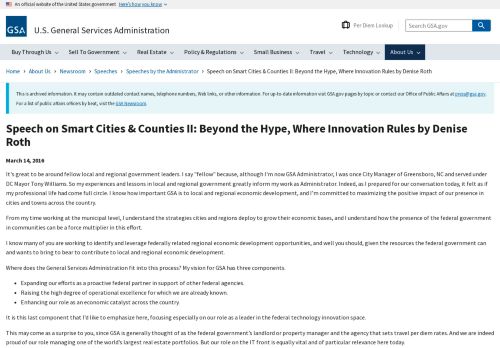 An official website of the United States government Here's how you know
GSA
U.S. General Services Administration
Per Diem Lookup
Search GSA.gov
Buy Through Us
Sell To Government
Real Estate
Policy & Regulations
Small Business
Travel
Technology
About Us
Home › About Us › Newsroom › Speeches › Speeches by the Administrator › Speech on Smart Cities & Counties II: Beyond the Hype, Where Innovation Rules by Denise Roth
This is archived information. It may contain outdated contact names, telephone numbers, Web links, or other information. For up-to-date information visit GSA.gov pages by topic or contact our Office of Public Affairs at press@gsa.gov.
For a list of public affairs officers by beat, visit the GSA Newsroom.
Speech on Smart Cities & Counties II: Beyond the Hype, Where Innovation Rules by Denise
Roth
March 14, 2016
It's great to be around fellow local and regional government leaders. I say "fellow" because, although I'm now GSA Administrator, I was once City Manager of Greensboro, NC and served under
DC Mayor Tony Williams. So my experiences and lessons in local and regional government greatly inform my work as Administrator. Indeed, as I prepared for our conversation today, it felt as if
my professional life had come full circle. I know how important GSA is to local and regional economic development, and I'm committed to maximizing the positive impact of our presence in
cities and towns across the country.
From my time working at the municipal level, I understand the strategies cities and regions deploy to grow their economic bases, and I understand how the presence of the federal government
in communities can be a force multiplier in this effort.
I know many of you are working to identify and leverage federally related regional economic development opportunities, and well you should, given the resources the federal government can
and wants to bring to bear to contribute to local and regional economic development.
Where does the General Services Administration fit into this process? My vision for GSA has three components.
• Expanding our efforts as a proactive federal partner in support of other federal agencies.
• Raising the high degree of operational excellence for which we are already known.
• Enhancing our role as an economic catalyst across the country.
It is this last component that I'd like to emphasize here, focusing especially on our role as a leader in the federal technology innovation space.
This may come as a surprise to you, since GSA is generally thought of as the federal government's landlord or property manager and the agency that sets travel per diem rates. And we are indeed
proud of our role managing one of the world's largest real estate portfolios. But our role on the IT front is equally vital and of particular relevance here today.